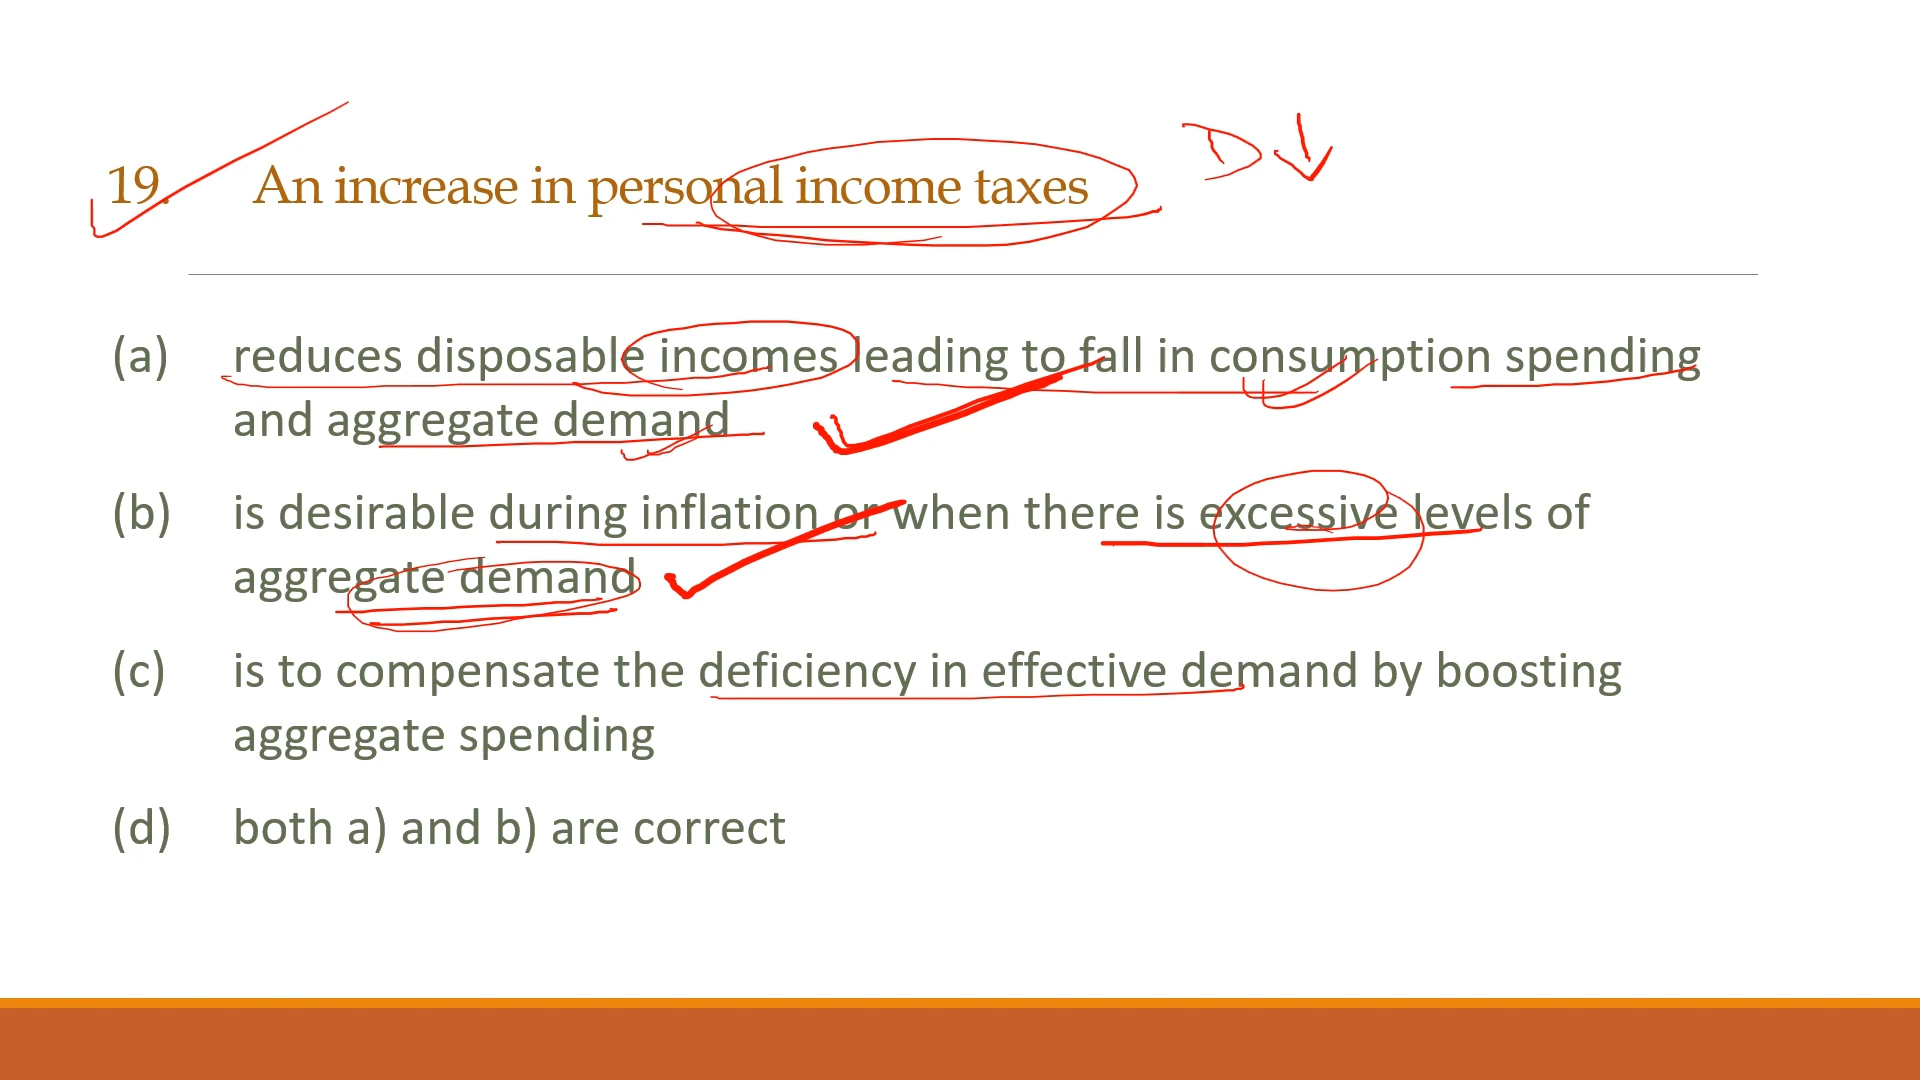 19. An increase in personal income taxes D
(a) reduces disposable incomes leading to fall in consumption spending
and aggregate demand
(b) is desirable during inflation or when there is excessive levels of
aggregate demand
(c) is to compensate the deficiency in effective demand by boosting
aggregate spending
(d) both a) and b) are correct